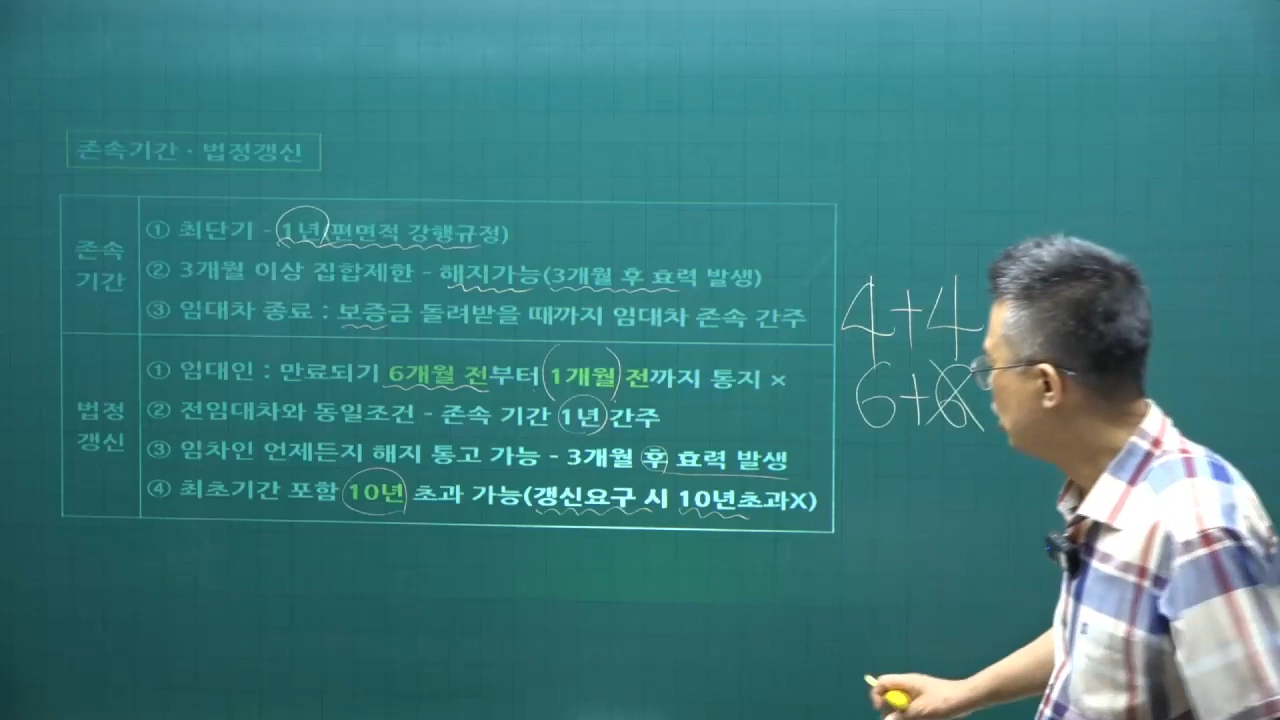 존속기간 · 법정갱신
존속
기간
① 최단기 - 1년(편면적 강행규정)
② 3개월 이상 집합제한 - 해지가능(3개월 후 효력 발생)
③ 임대차 종료 : 보증금 돌려받을 때까지 임대차 존속 간주
법정
갱신
① 임대인 : 만료되기 6개월 전부터 1개월 전까지 통지 ×
② 전임대차와 동일조건 - 존속 기간 1년 간주
③ 임차인 언제든지 해지 통고 가능 - 3개월 후 효력 발생
④ 최초기간 포함 10년 초과 가능(갱신요구 시 10년초과X)
4+4
6+6